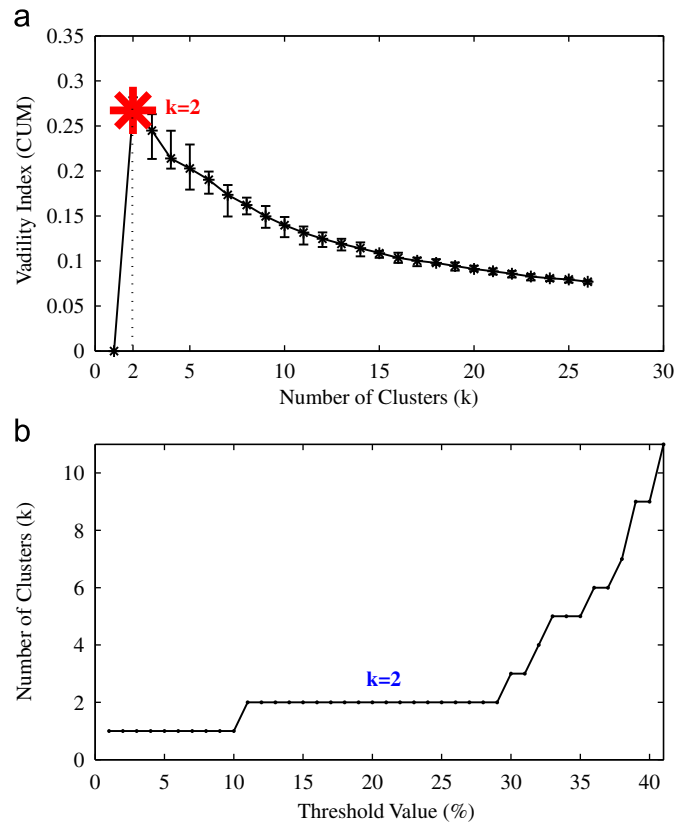 a
0.35
0.3
0.25
0.2
0.15
0.1
0.05
0
Vadility Index (CUM)
k=2
0 2 5 10 15 20 25 30
Number of Clusters (k)
b
10
8
6
4
2
0
Number of Clusters (k)
k=2
0 5 10 15 20 25 30 35 40
Threshold Value (%)